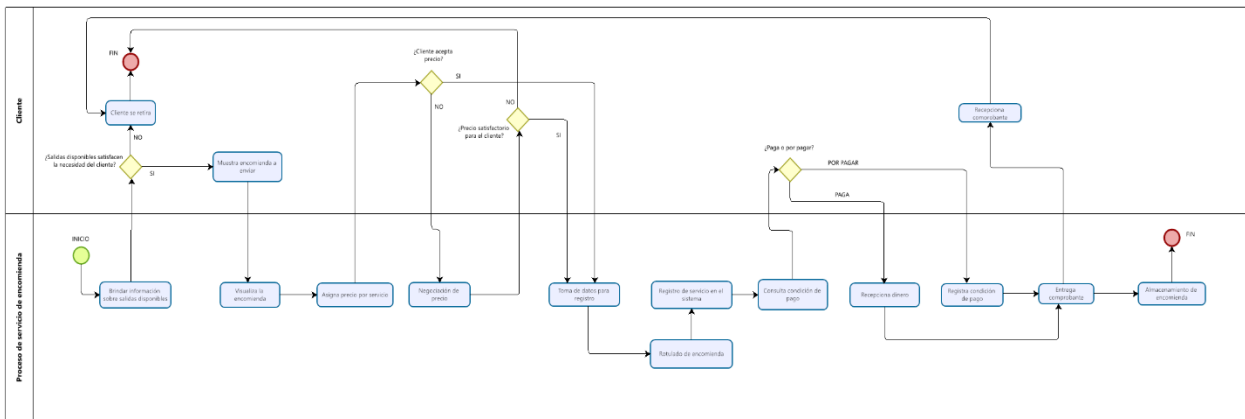 Cliente
FIN
¿Cliente acepta
precio?
SI
NO
Cliente se retira
NO
¿Salidas disponibles satisfacen
la necesidad del cliente?
SI
Muestra encomienda a
enviar
NO
¿Precio satisfactorio
para el cliente?
SI
Recepciona
comprobante
¿Paga o por pagar?
POR PAGAR
PAGA
Proceso de servicio de encomienda
INICIO
Brindar información
sobre salidas disponibles
Visualiza la
encomienda
Asigna precio por servicio
Negociación de
precio
Toma de datos para
registro
Registro de servicio en el
sistema
Consulta condición de
pago
Rotulado de encomienda
Recepciona dinero
Registra condición
de pago
Entrega
comprobante
Almacenamiento de
encomienda
FIN